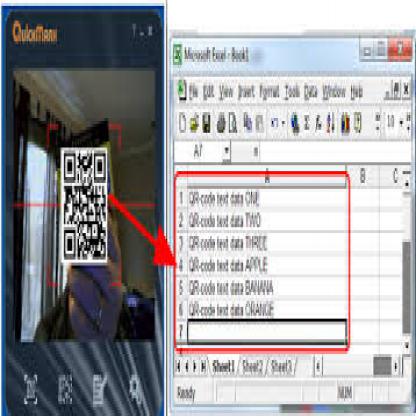 QuickMark
Microsoft Excel - Book1
File Edit View Insert Format Tools Data Window Help
A7
A B C
1 QR-code text data ONE
2 QR-code text data TWO
3 QR-code text data THREE
4 QR-code text data APPLE
5 QR-code text data BANANA
6 QR-code text data ORANGE
7
Sheet1 / Sheet2 / Sheet3 /
Ready NUM